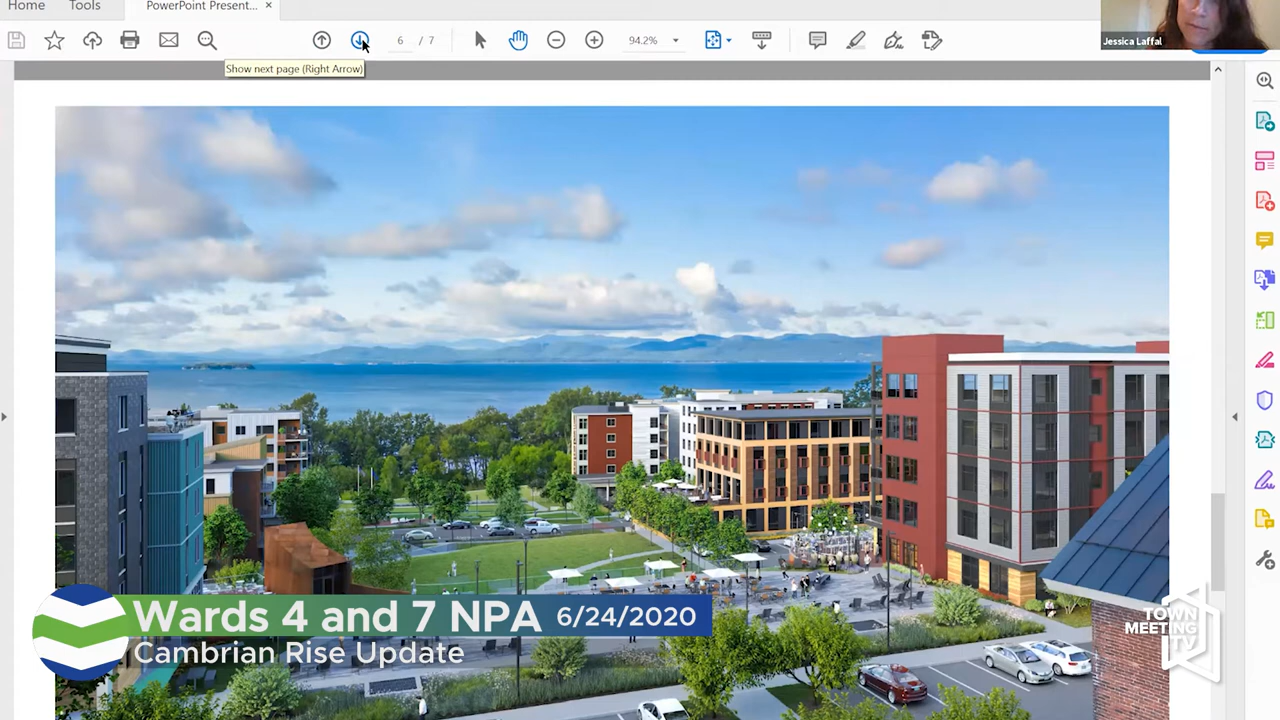 Home
Tools
PowerPoint Present...
×
6 / 7
94.2%
Show next page (Right Arrow)
Jessica Laffal
Wards 4 and 7 NPA 6/24/2020
Cambrian Rise Update
TOWN
MEETING
TV